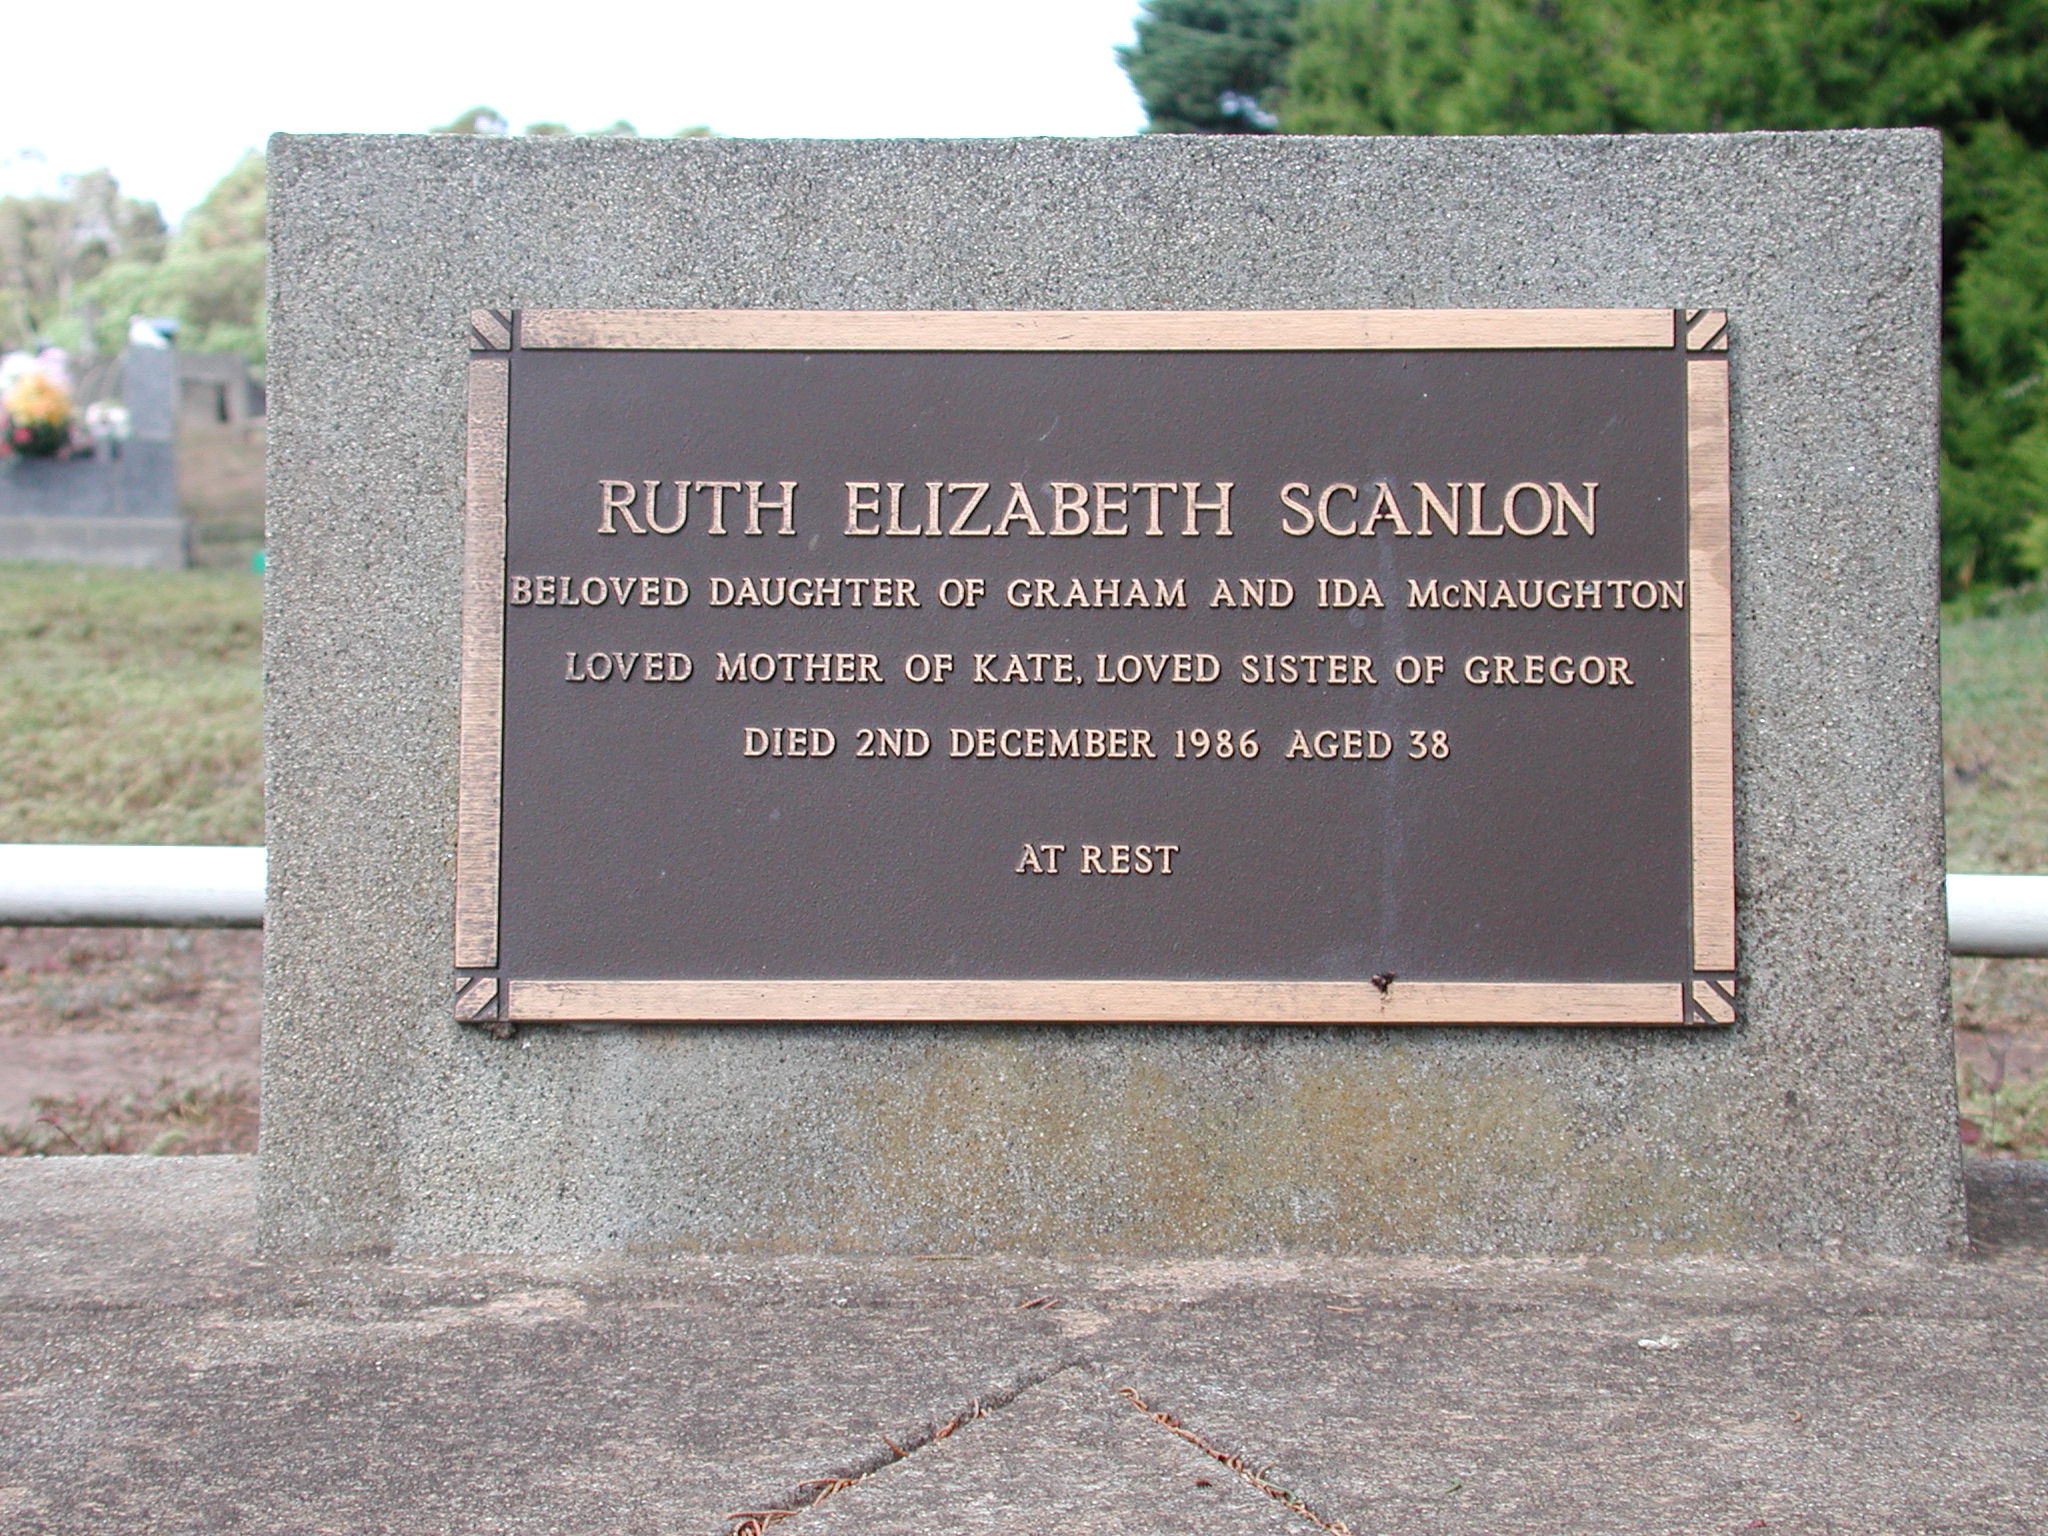 RUTH ELIZABETH SCANLON
BELOVED DAUGHTER OF GRAHAM AND IDA McNAUGHTON
LOVED MOTHER OF KATE, LOVED SISTER OF GREGOR
DIED 2ND DECEMBER 1986 AGED 38
AT REST